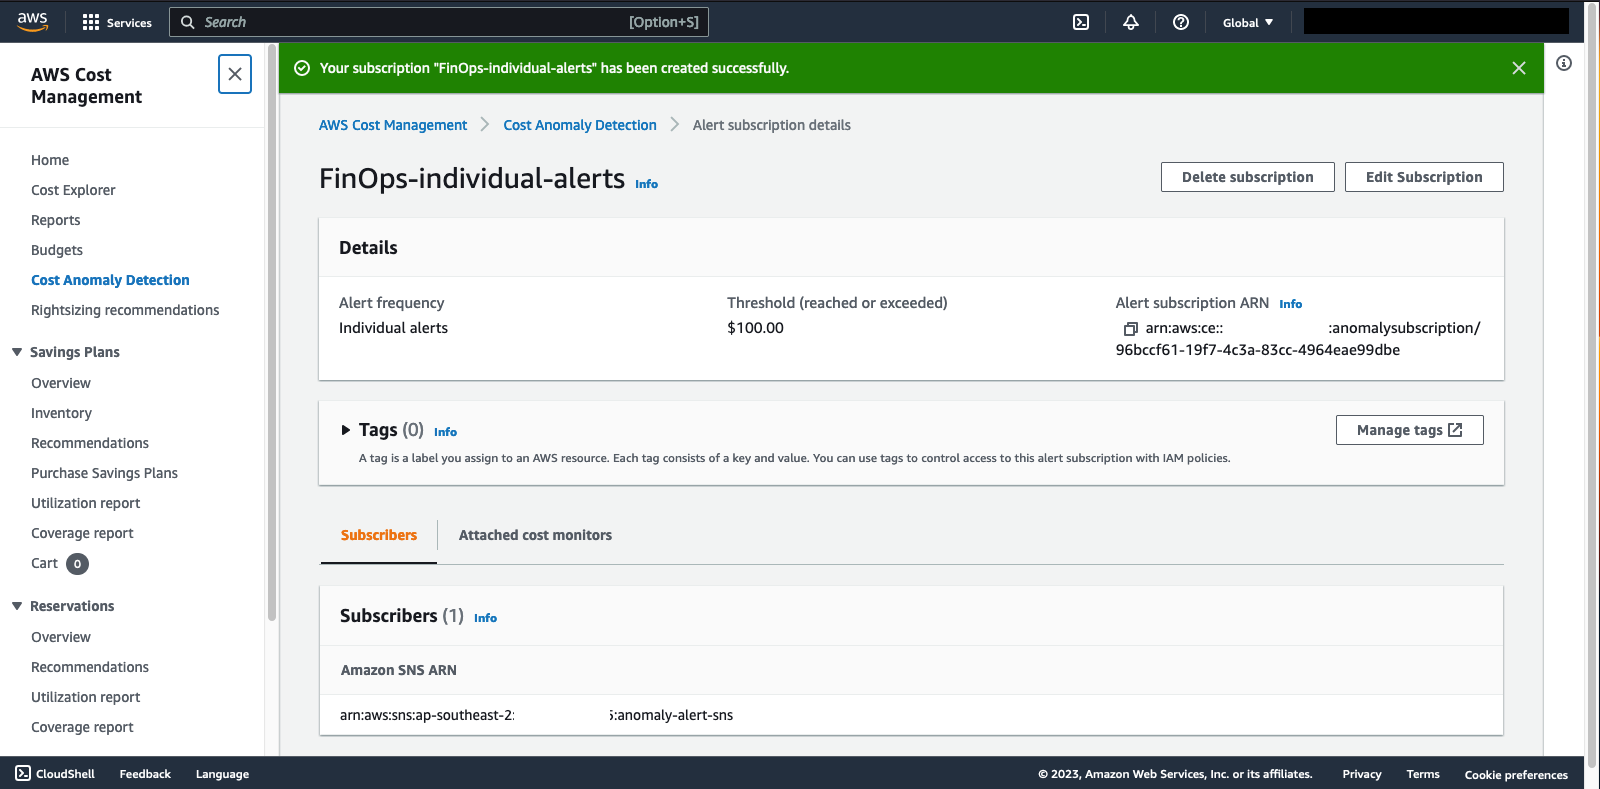 aws
Services
Search
[Option+S]
Global
AWS Cost
Management
Home
Cost Explorer
Reports
Budgets
Cost Anomaly Detection
Rightsizing recommendations
Savings Plans
Overview
Inventory
Recommendations
Purchase Savings Plans
Utilization report
Coverage report
Cart 0
Reservations
Overview
Recommendations
Utilization report
Coverage report
Your subscription "FinOps-individual-alerts" has been created successfully.
AWS Cost Management
Cost Anomaly Detection
Alert subscription details
FinOps-individual-alerts Info
Delete subscription
Edit Subscription
Details
Alert frequency
Individual alerts
Threshold (reached or exceeded)
$100.00
Alert subscription ARN Info
arn:aws:ce:: :anomalysubscription/
96bccf61-19f7-4c3a-83cc-4964eae99dbe
Tags (0) Info
Manage tags
A tag is a label you assign to an AWS resource. Each tag consists of a key and value. You can use tags to control access to this alert subscription with IAM policies.
Subscribers
Attached cost monitors
Subscribers (1) Info
Amazon SNS ARN
arn:aws:sns:ap-southeast-2: 5:anomaly-alert-sns
CloudShell
Feedback
Language
© 2023, Amazon Web Services, Inc. or its affiliates.
Privacy
Terms
Cookie preferences